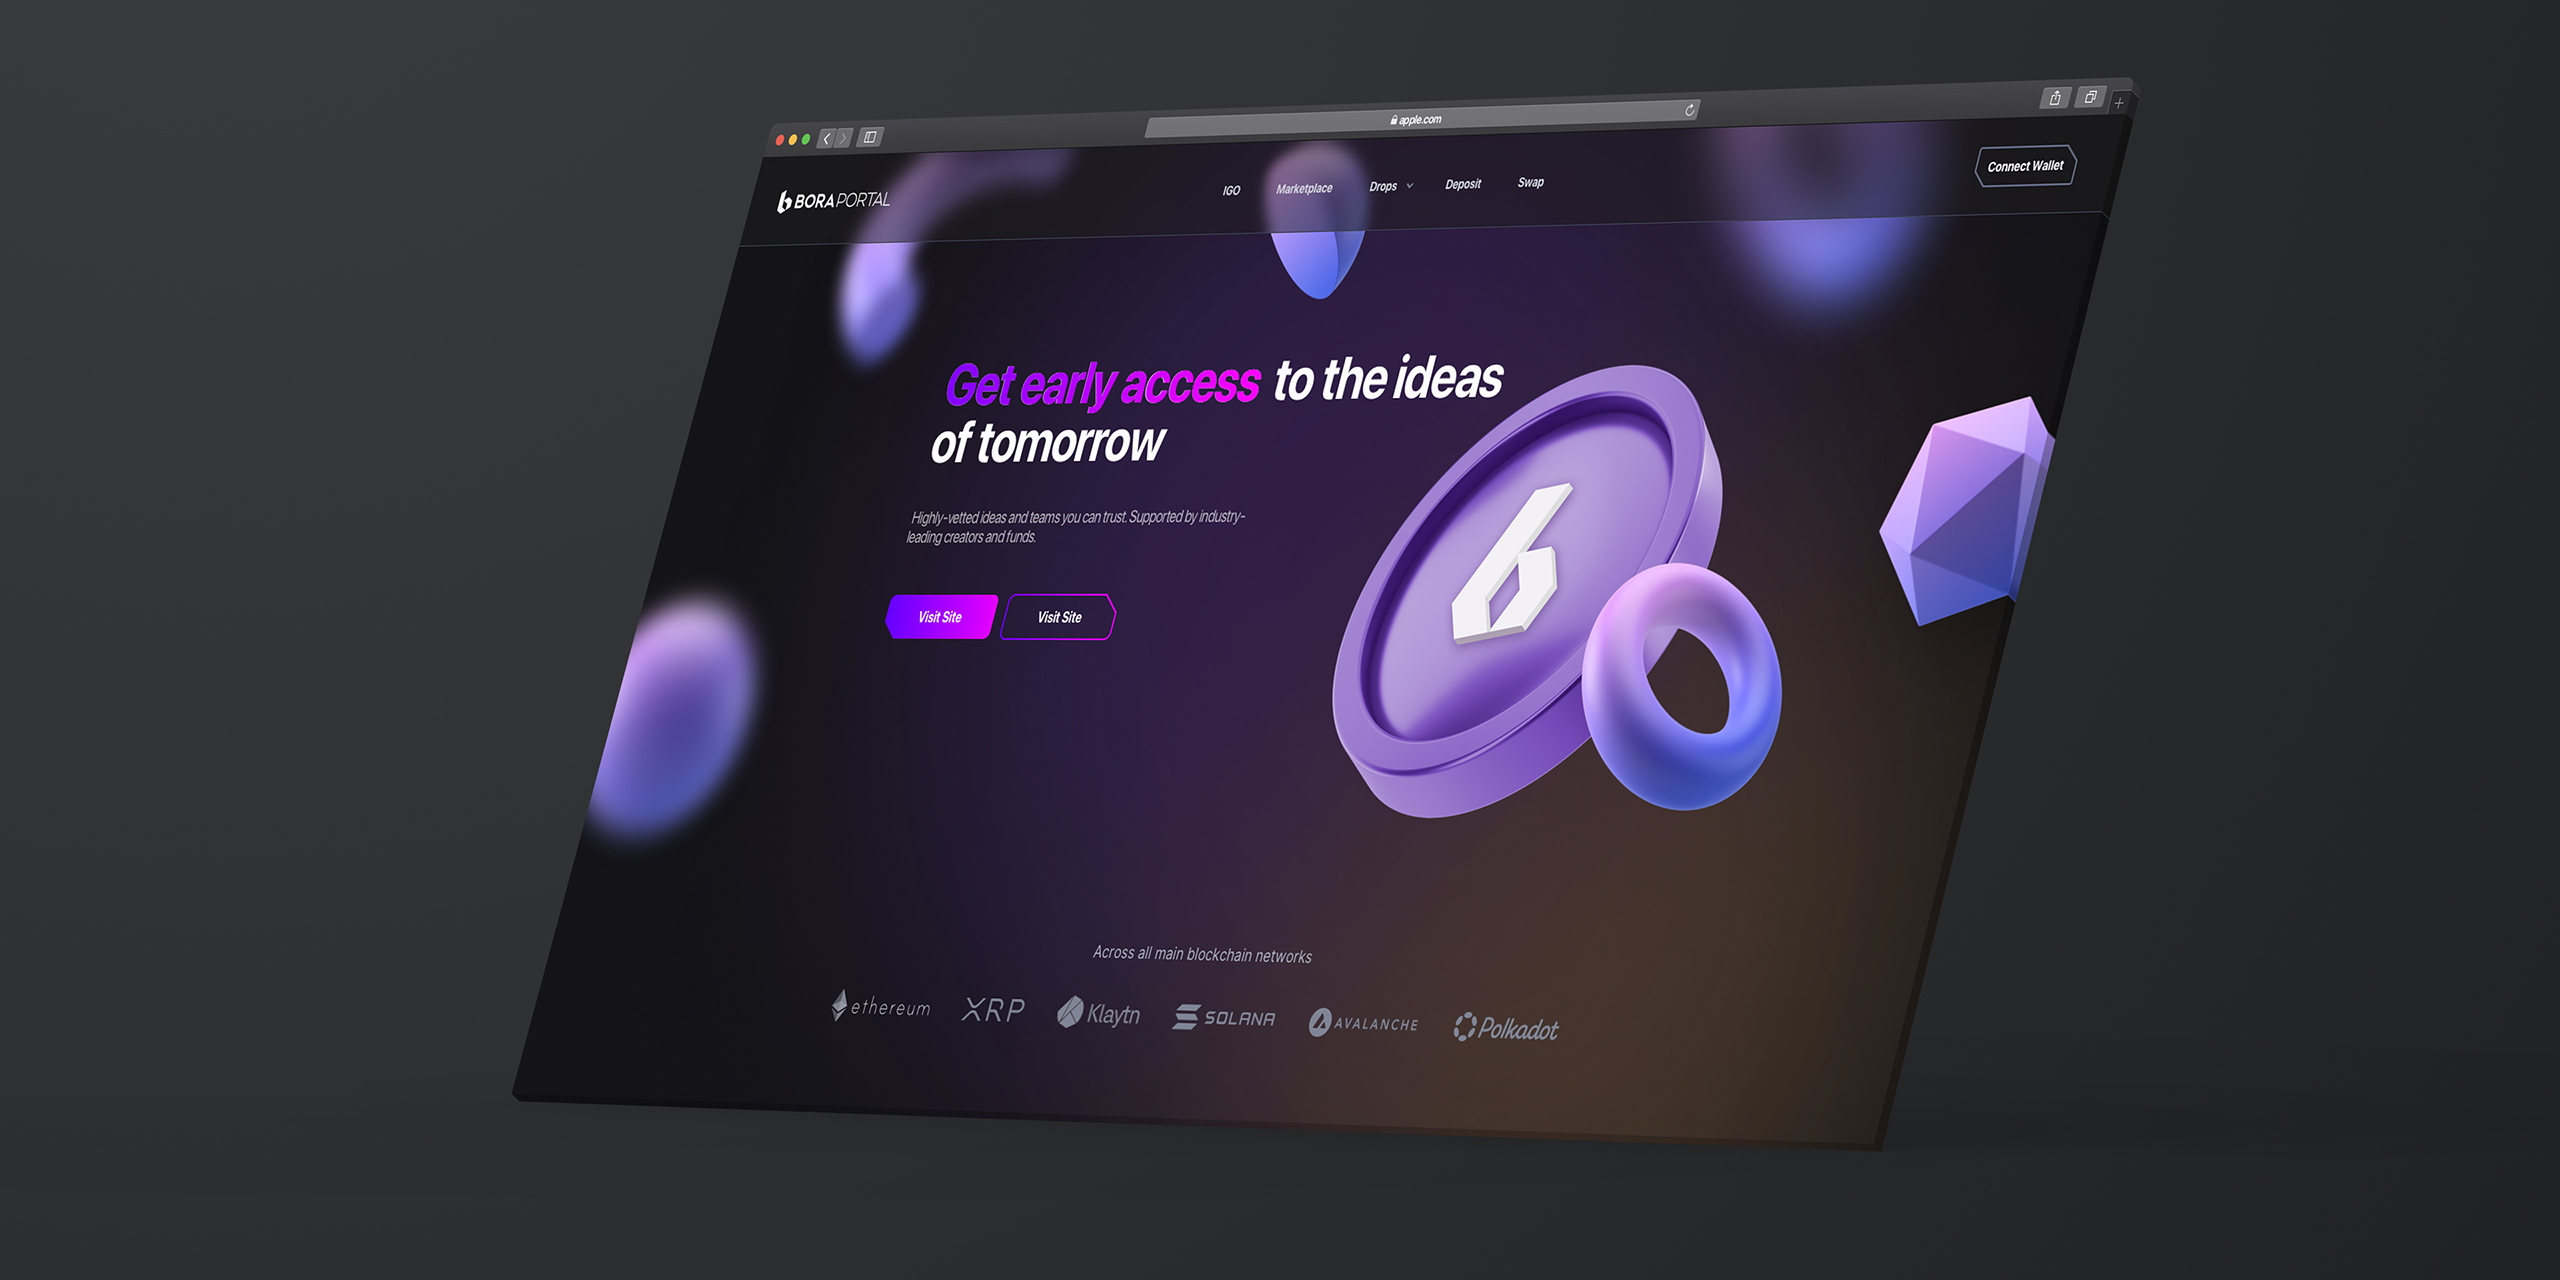 apple.com
BORA PORTAL
IGO Marketplace Drops Deposit Swap
Connect Wallet
Get early access to the ideas
of tomorrow
Highly-vetted ideas and teams you can trust. Supported by industry-
leading creators and funds.
Visit Site Visit Site
Across all main blockchain networks
ethereum XRP Klaytn SOLANA AVALANCHE Polkadot